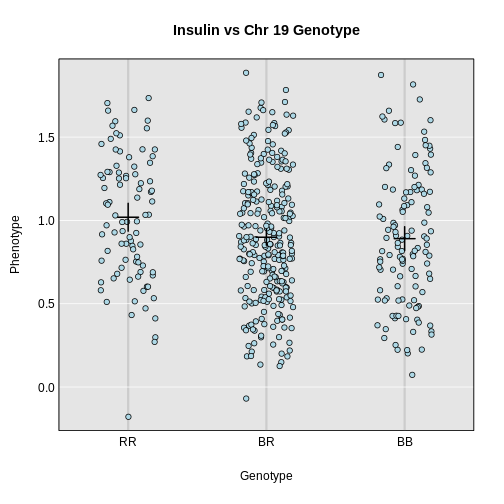 Insulin vs Chr 19 Genotype
Phenotype
1.5
1.0
0.5
0.0
RR BR BB
Genotype